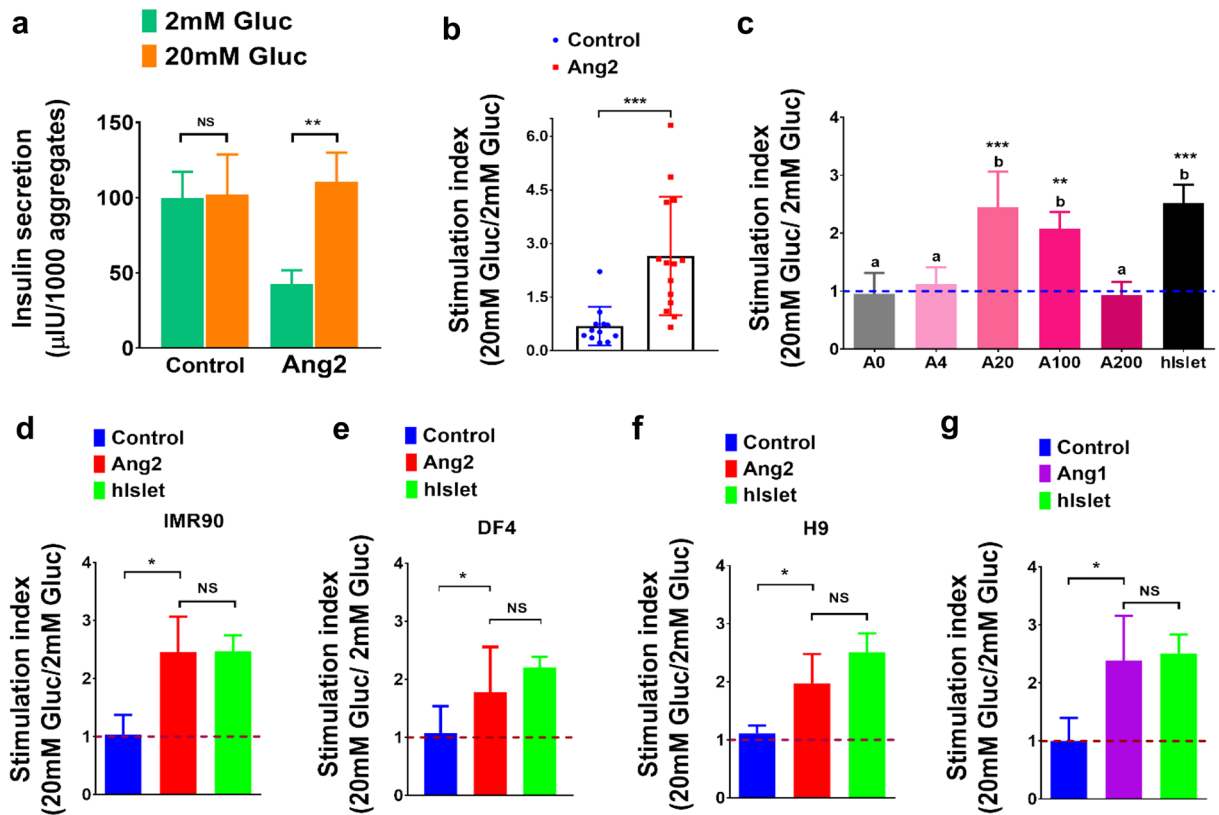 a
2mM Gluc
20mM Gluc
Insulin secretion
(μIU/1000 aggregates)
150
100
50
0
NS
**
Control
Ang2
b
Control
Ang2
Stimulation index
(20mM Gluc/2mM Gluc)
6.0
4.5
3.0
1.5
0.0
***
c
Stimulation index
(20mM Gluc/ 2mM Gluc)
4
3
2
1
0
a
a
***
b
**
b
a
***
b
A0
A4
A20
A100
A200
hIslet
d
Control
Ang2
hIslet
IMR90
Stimulation index
(20mM Gluc/2mM Gluc)
4
3
2
1
0
*
NS
e
Control
Ang2
hIslet
DF4
Stimulation index
(20mM Gluc/ 2mM Gluc)
4
3
2
1
0
*
NS
f
Control
Ang2
hIslet
H9
Stimulation index
(20mM Gluc/2mM Gluc)
4
3
2
1
0
*
NS
g
Control
Ang1
hIslet
Stimulation index
(20mM Gluc/2mM Gluc)
4
3
2
1
0
*
NS